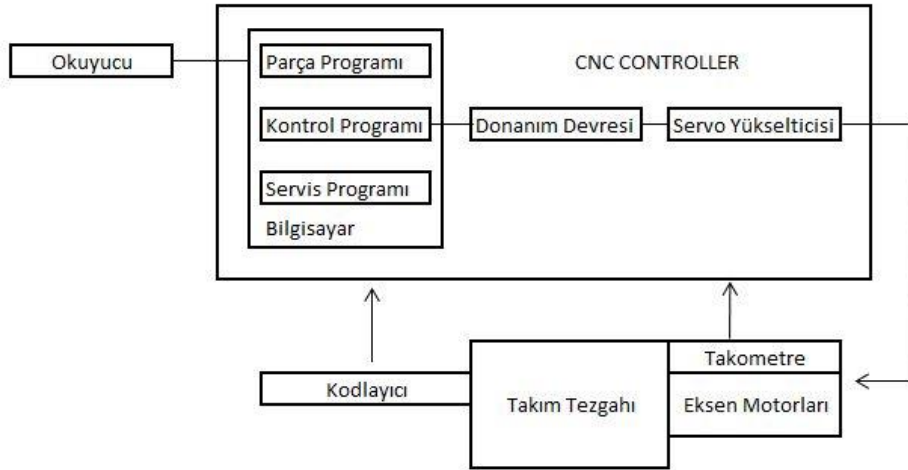 Okuyucu
Parça Programı
CNC CONTROLLER
Kontrol Programı
Donanım Devresi
Servo Yükselticisi
Servis Programı
Bilgisayar
Kodlayıcı
Takım Tezgahı
Takometre
Eksen Motorları